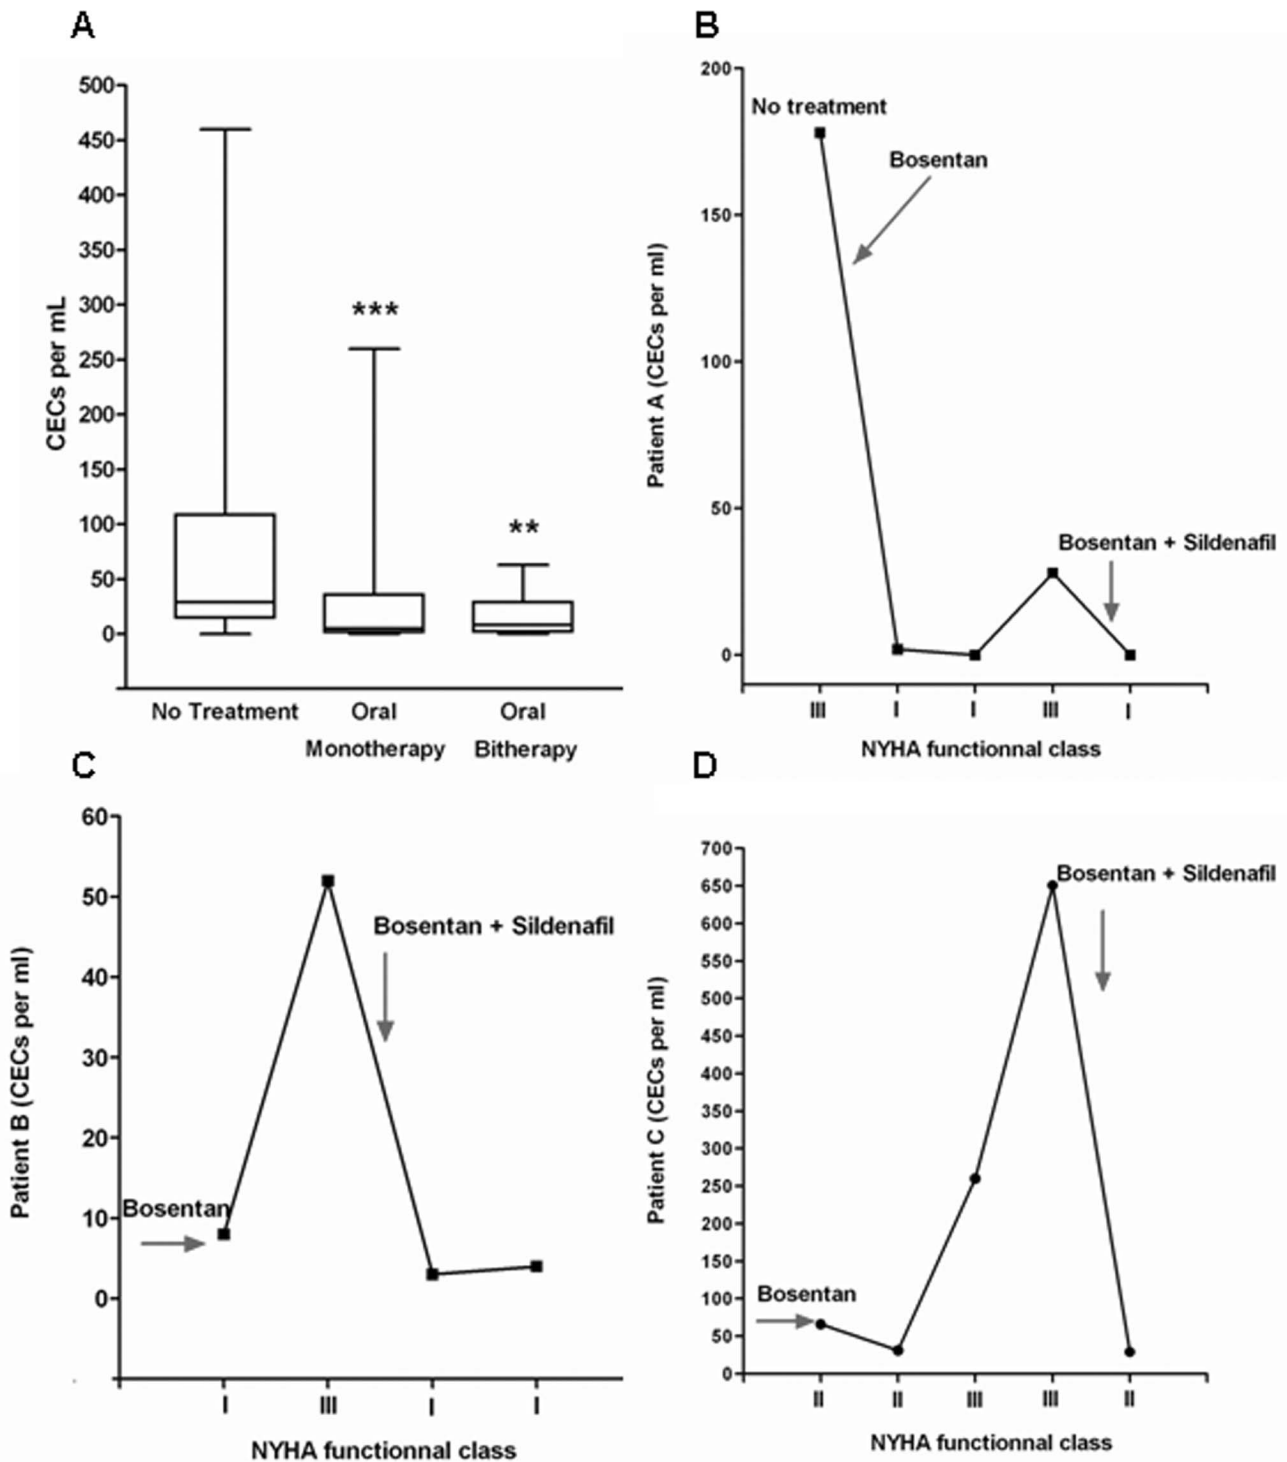 A
500
450
400
350
300
250
200
150
100
50
0
CECs per mL
***
**
No Treatment
Oral
Monotherapy
Oral
Bitherapy
B
200
150
100
50
0
Patient A (CECs per ml)
No treatment
Bosentan
Bosentan + Sildenafil
III
I
I
III
I
NYHA functionnal class
C
60
50
40
30
20
10
0
Patient B (CECs per ml)
Bosentan + Sildenafil
Bosentan
I
III
I
I
NYHA functionnal class
D
700
650
600
550
500
450
400
350
300
250
200
150
100
50
0
Patient C (CECs per ml)
Bosentan + Sildenafil
Bosentan
II
II
III
III
II
NYHA functionnal class